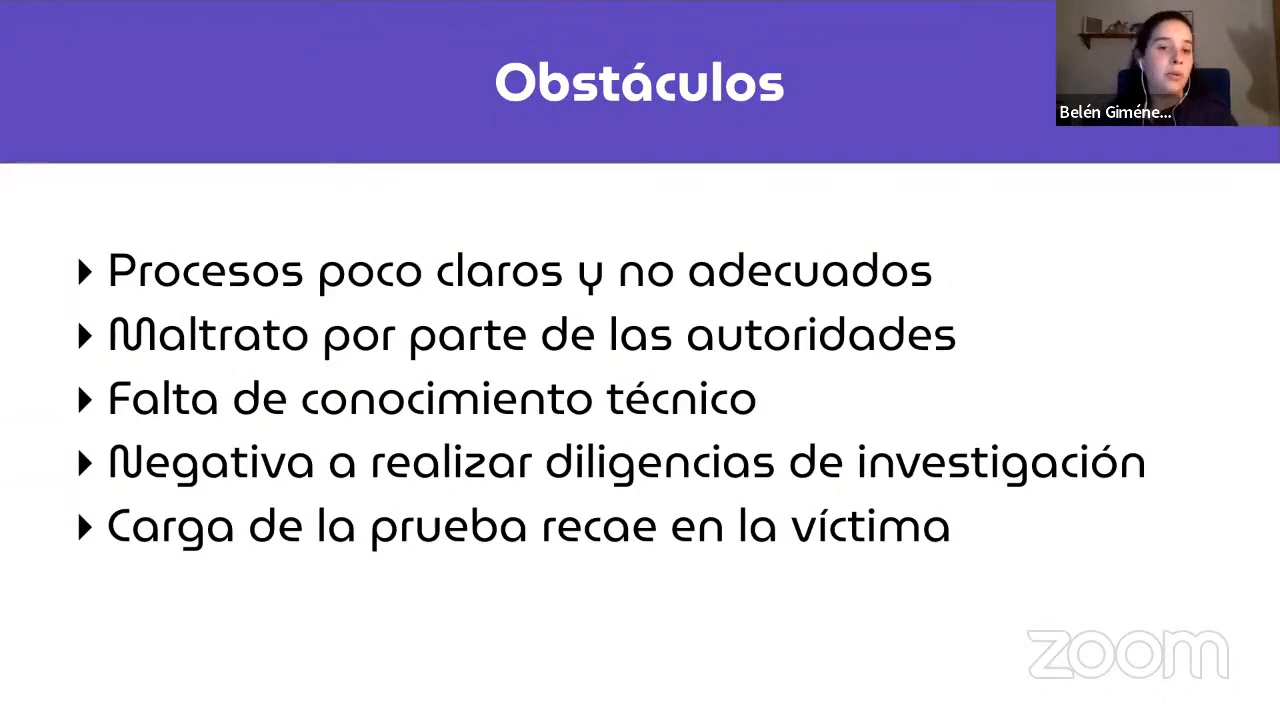 Obstáculos
Belén Giméne...
Procesos poco claros y no adecuados
Maltrato por parte de las autoridades
Falta de conocimiento técnico
Negativa a realizar diligencias de investigación
Carga de la prueba recae en la víctima
zoom